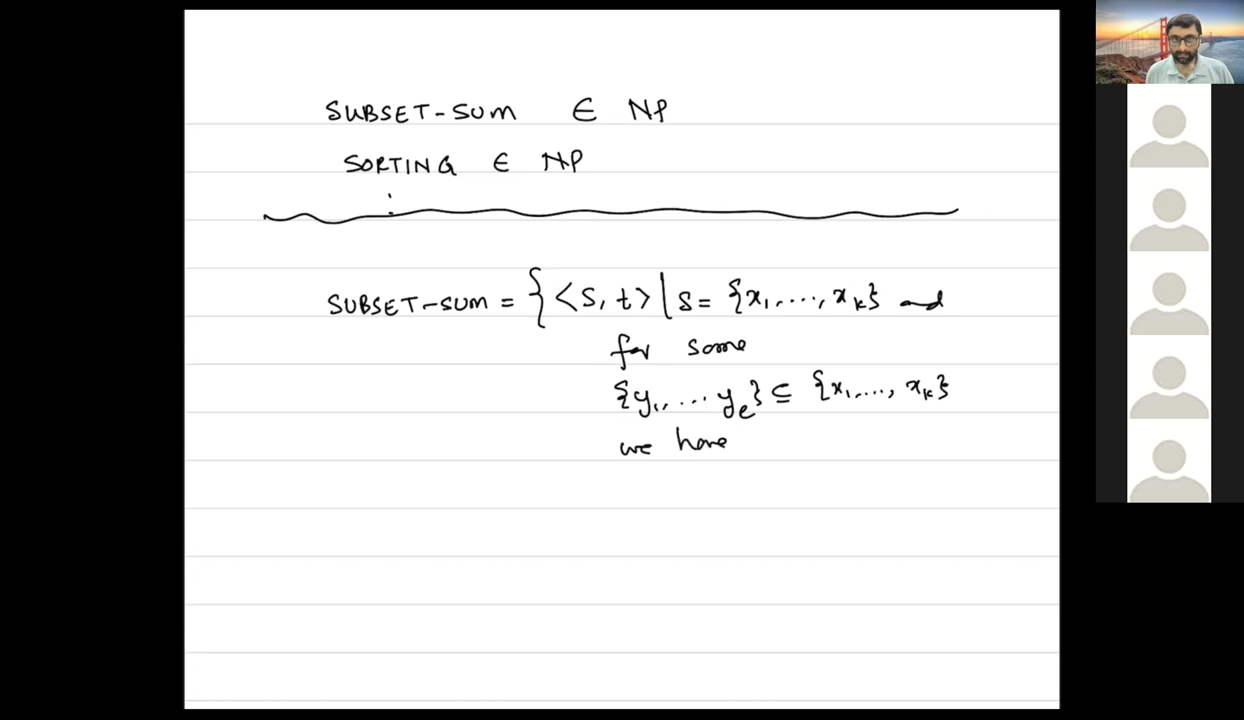 SUBSET-SUM ∈ NP
SORTING ∈ NP
:
SUBSET-SUM = { <S, t> | S = {x₁, ..., xₖ} and
for some
{y₁, ... yₗ} ⊆ {x₁, ..., xₖ}
we have